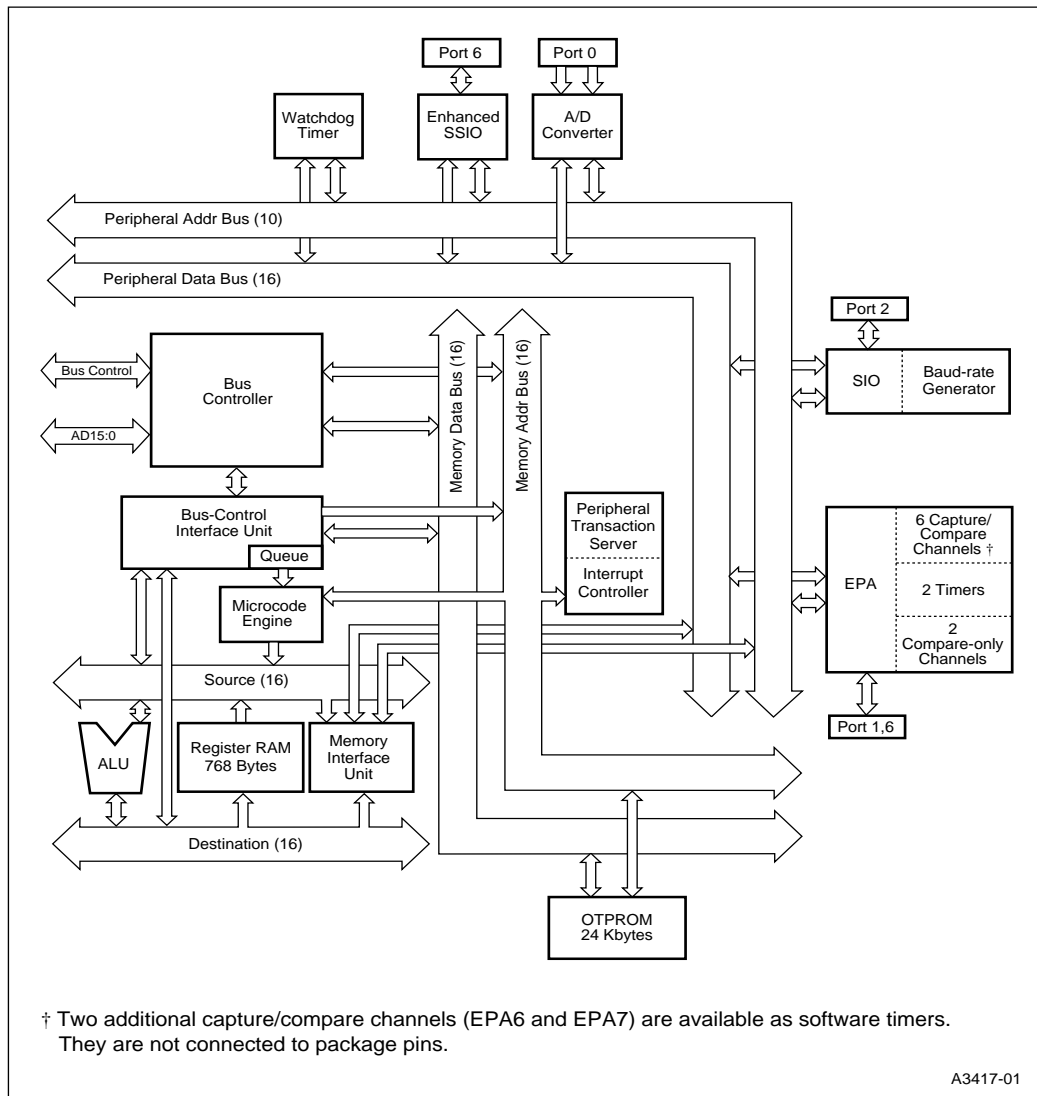 Port 6
Port 0
Watchdog
Timer
Enhanced
SSIO
A/D
Converter
Peripheral Addr Bus (10)
Peripheral Data Bus (16)
Port 2
SIO
Baud-rate
Generator
Bus Control
AD15:0
Bus
Controller
Memory Data Bus (16)
Memory Addr Bus (16)
Bus-Control
Interface Unit
Queue
Microcode
Engine
Peripheral
Transaction
Server
Interrupt
Controller
EPA
6 Capture/
Compare
Channels †
2 Timers
2
Compare-only
Channels
Port 1,6
Source (16)
ALU
Register RAM
768 Bytes
Memory
Interface
Unit
Destination (16)
OTPROM
24 Kbytes
† Two additional capture/compare channels (EPA6 and EPA7) are available as software timers.
They are not connected to package pins.
A3417-01